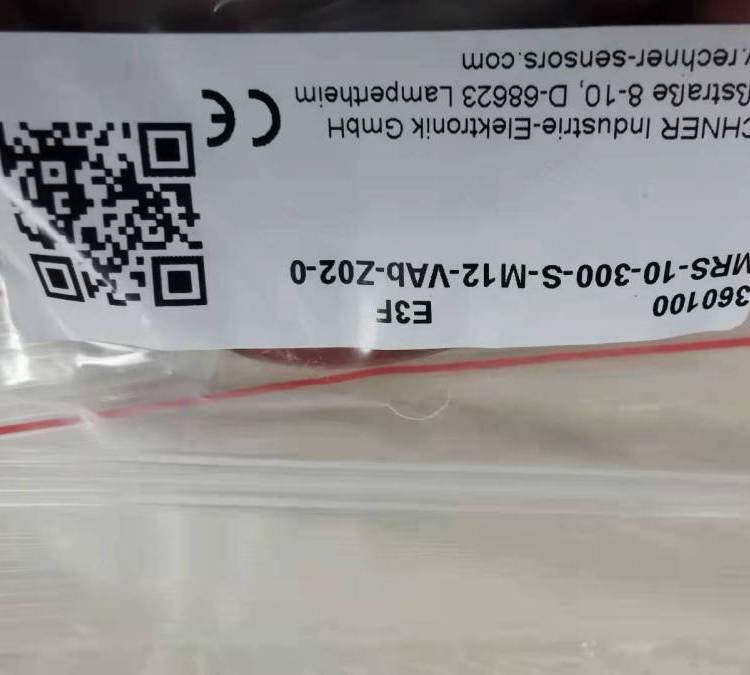 360100 E3F
MRS-10-300-S-M12-VAb-Z02-0
CHNER Industrie-Elektronik GmbH
ßstraße 8-10, D-68623 Lampertheim
.rechner-sensors.com
CE